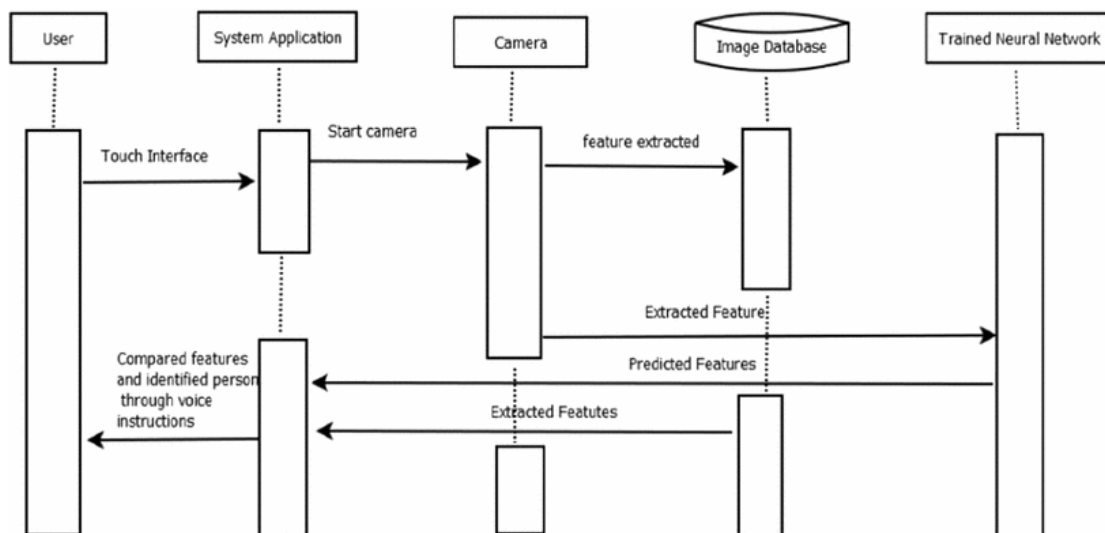 User
System Application
Camera
Image Database
Trained Neural Network
Start camera
Touch Interface
feature extracted
Extracted Feature
Predicted Features
Compared features
and identified person
through voice
instructions
Extracted Featutes